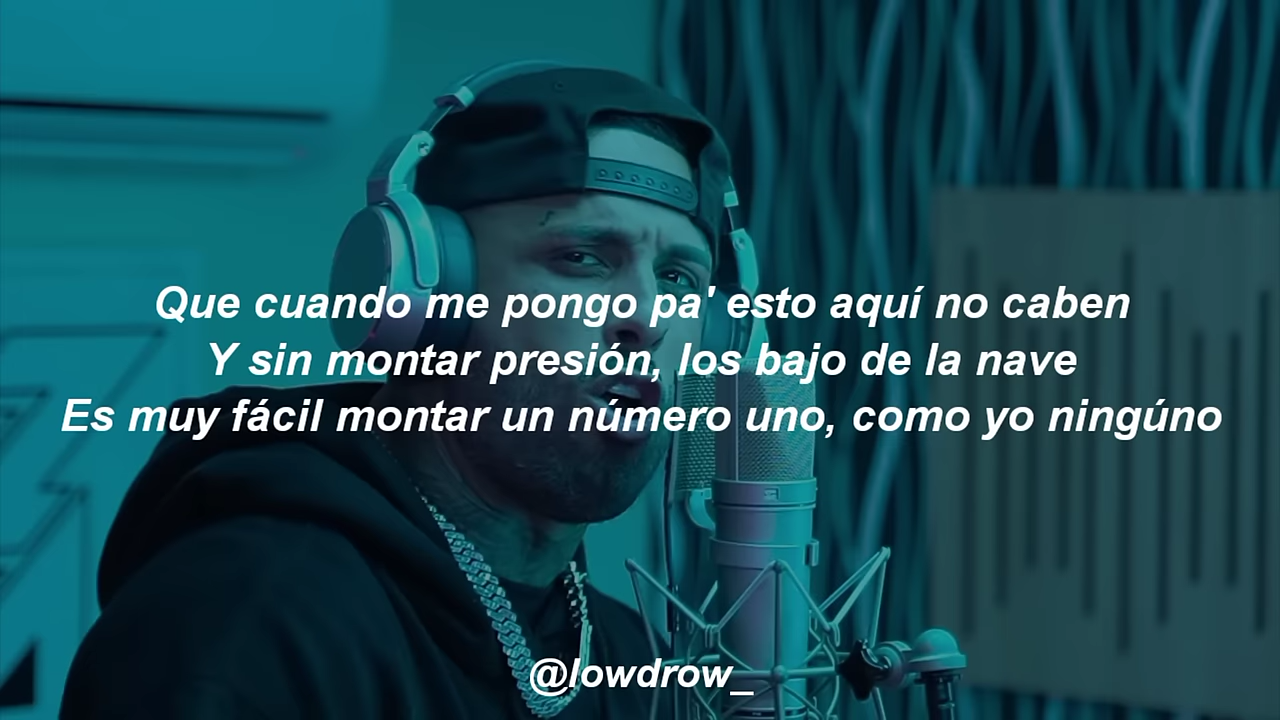 Que cuando me pongo pa' esto aquí no caben
Y sin montar presión, los bajo de la nave
Es muy fácil montar un número uno, como yo ningúno
@lowdrow_